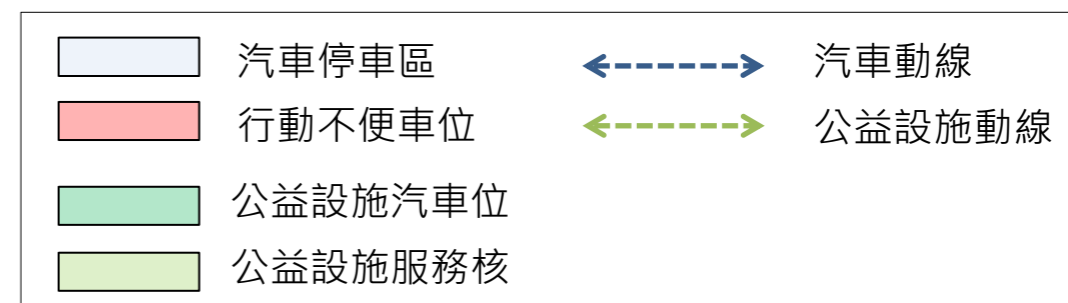 汽車停車區
行動不便車位
公益設施汽車位
公益設施服務核
汽車動線
公益設施動線